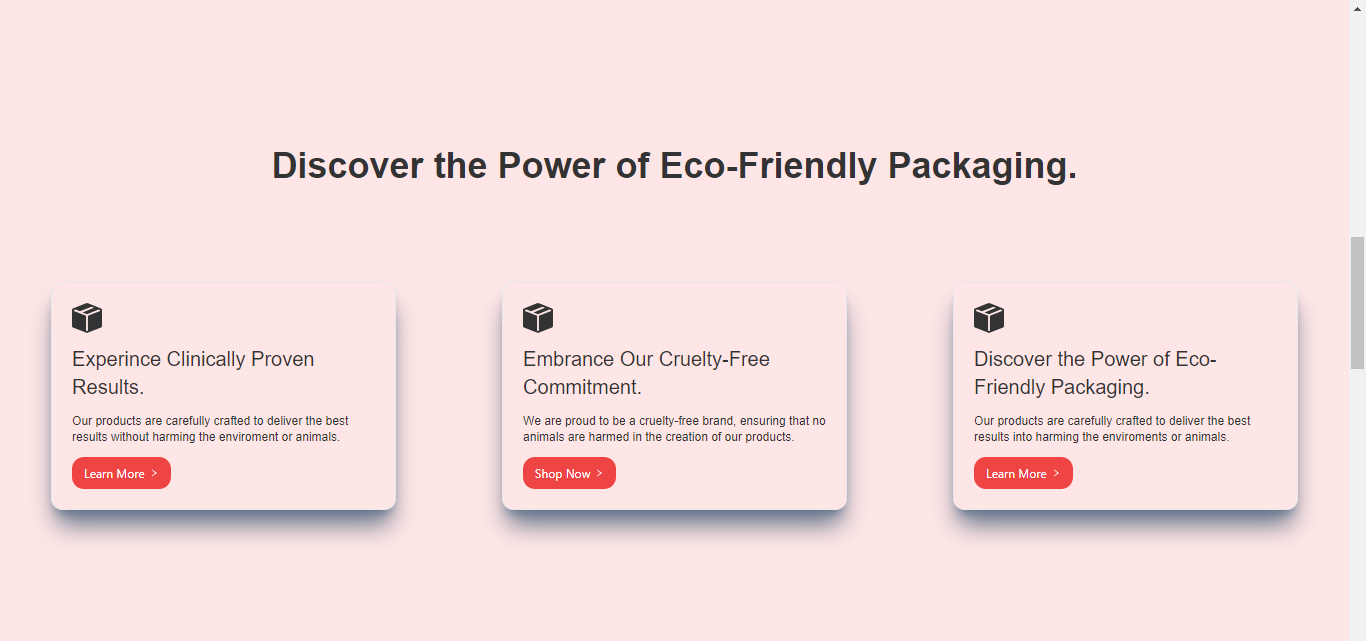 Discover the Power of Eco-Friendly Packaging.
Experince Clinically Proven
Results.
Our products are carefully crafted to deliver the best
results without harming the enviroment or animals.
Learn More >
Embrance Our Cruelty-Free
Commitment.
We are proud to be a cruelty-free brand, ensuring that no
animals are harmed in the creation of our products.
Shop Now >
Discover the Power of Eco-
Friendly Packaging.
Our products are carefully crafted to deliver the best
results into harming the enviroments or animals.
Learn More >